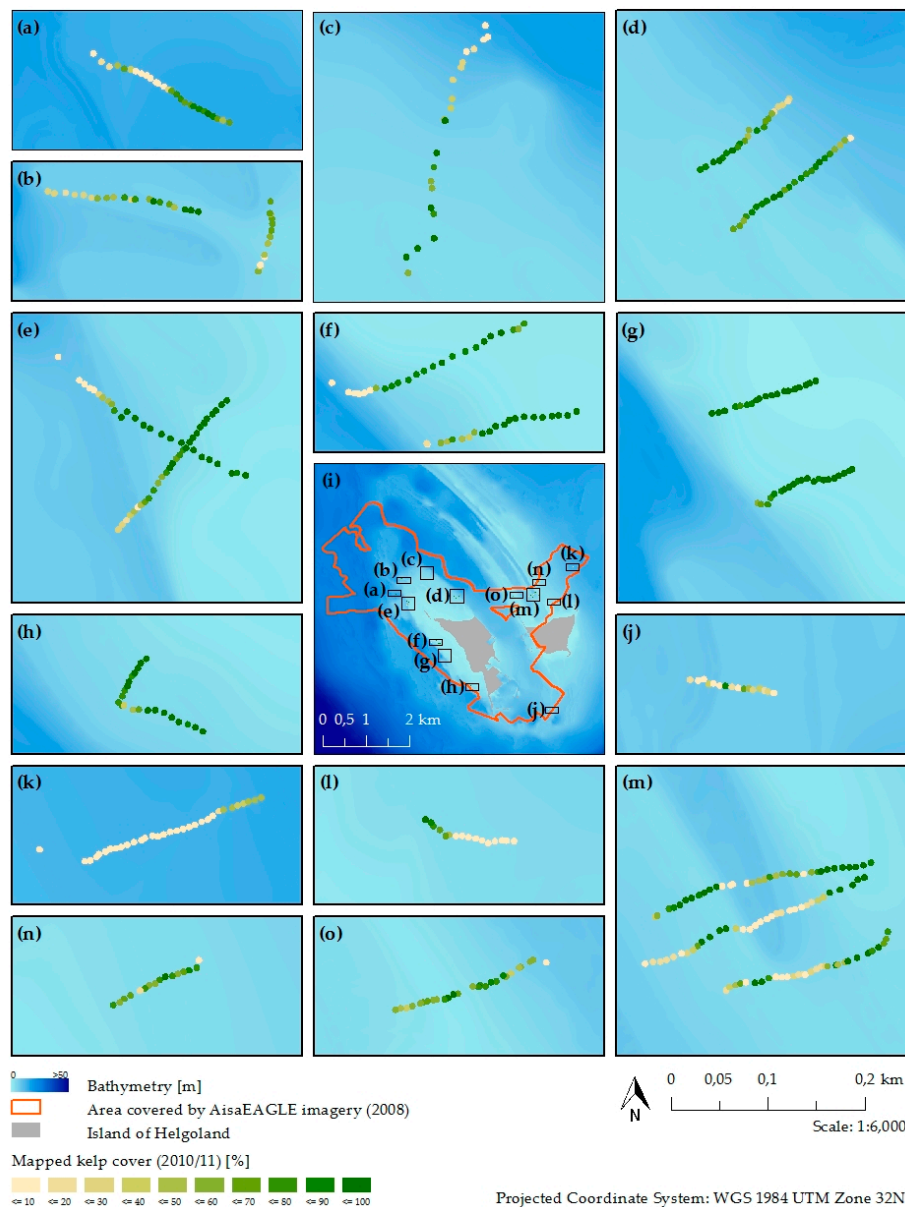 (a)
(c)
(d)
(b)
(e)
(f)
(g)
(i)
(k)
(n)
(c)
(b)
(o)
(a)
(d)
(l)
(e)
(m)
(f)
(g)
(h)
(j)
0 0,5 1 2 km
(h)
(j)
(k)
(l)
(m)
(n)
(o)
0 >50
Bathymetry [m]
Area covered by AisaEAGLE imagery (2008)
Island of Helgoland
Mapped kelp cover (2010/11) [%]
<= 10 <= 20 <= 30 <= 40 <= 50 <= 60 <= 70 <= 80 <= 90 <= 100
N
0 0,05 0,1 0,2 km
Scale: 1:6,000
Projected Coordinate System: WGS 1984 UTM Zone 32N